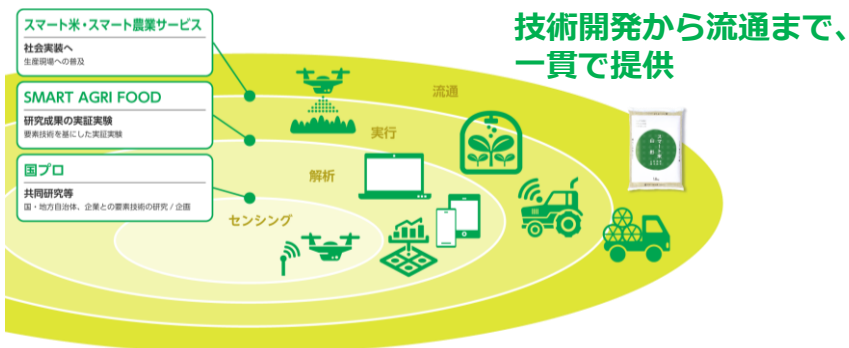 技術開発から流通まで、
一貫で提供
スマート米・スマート農業サービス
社会実装へ
生産現場への普及
SMART AGRI FOOD
研究成果の実証実験
要素技術を基にした実証実験
国プロ
共同研究等
国・地方自治体、企業との要素技術の研究 / 企画
流通
実行
解析
センシング
スマート米